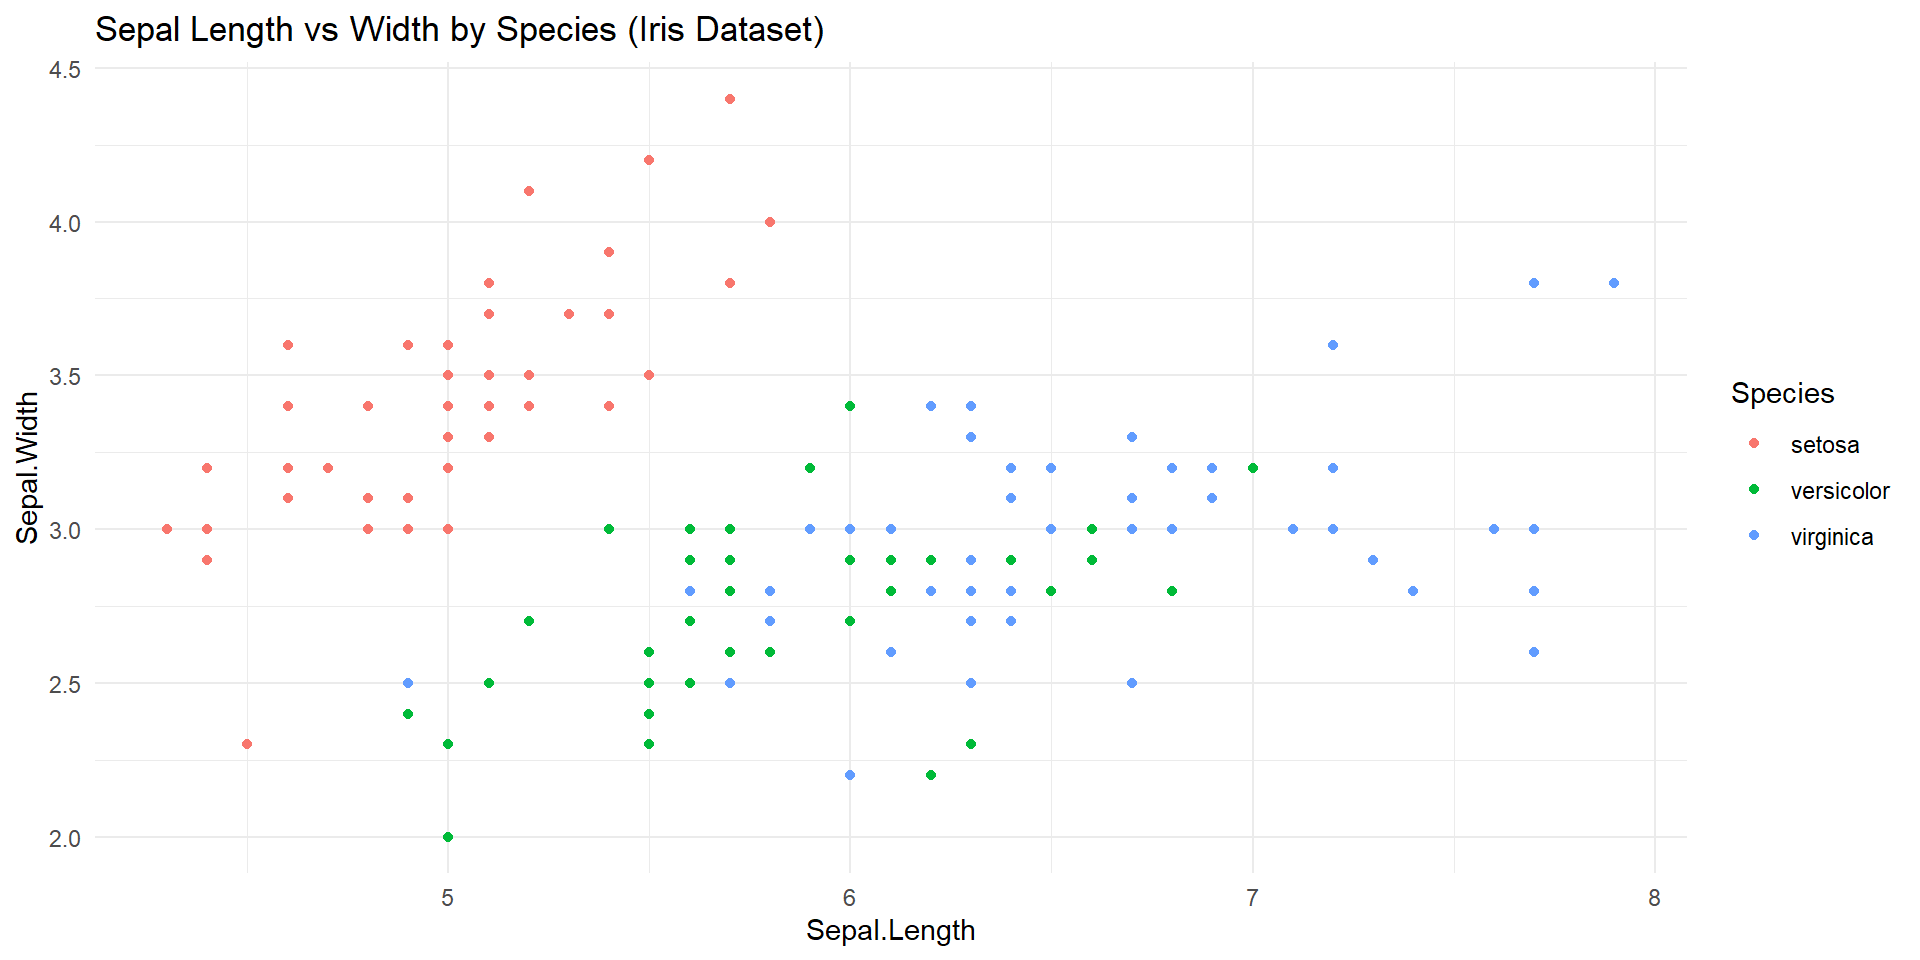 Sepal Length vs Width by Species (Iris Dataset)
4.5
4.0
3.5
3.0
2.5
2.0
Sepal.Width
5
6
7
8
Sepal.Length
Species
setosa
versicolor
virginica